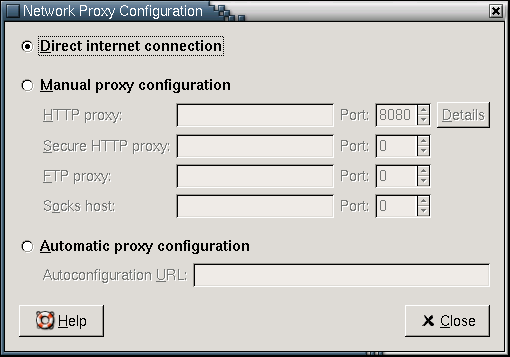 Network Proxy Configuration
Direct internet connection
Manual proxy configuration
HTTP proxy: Port: 8080 Details
Secure HTTP proxy: Port: 0
FTP proxy: Port: 0
Socks host: Port: 0
Automatic proxy configuration
Autoconfiguration URL:
Help Close